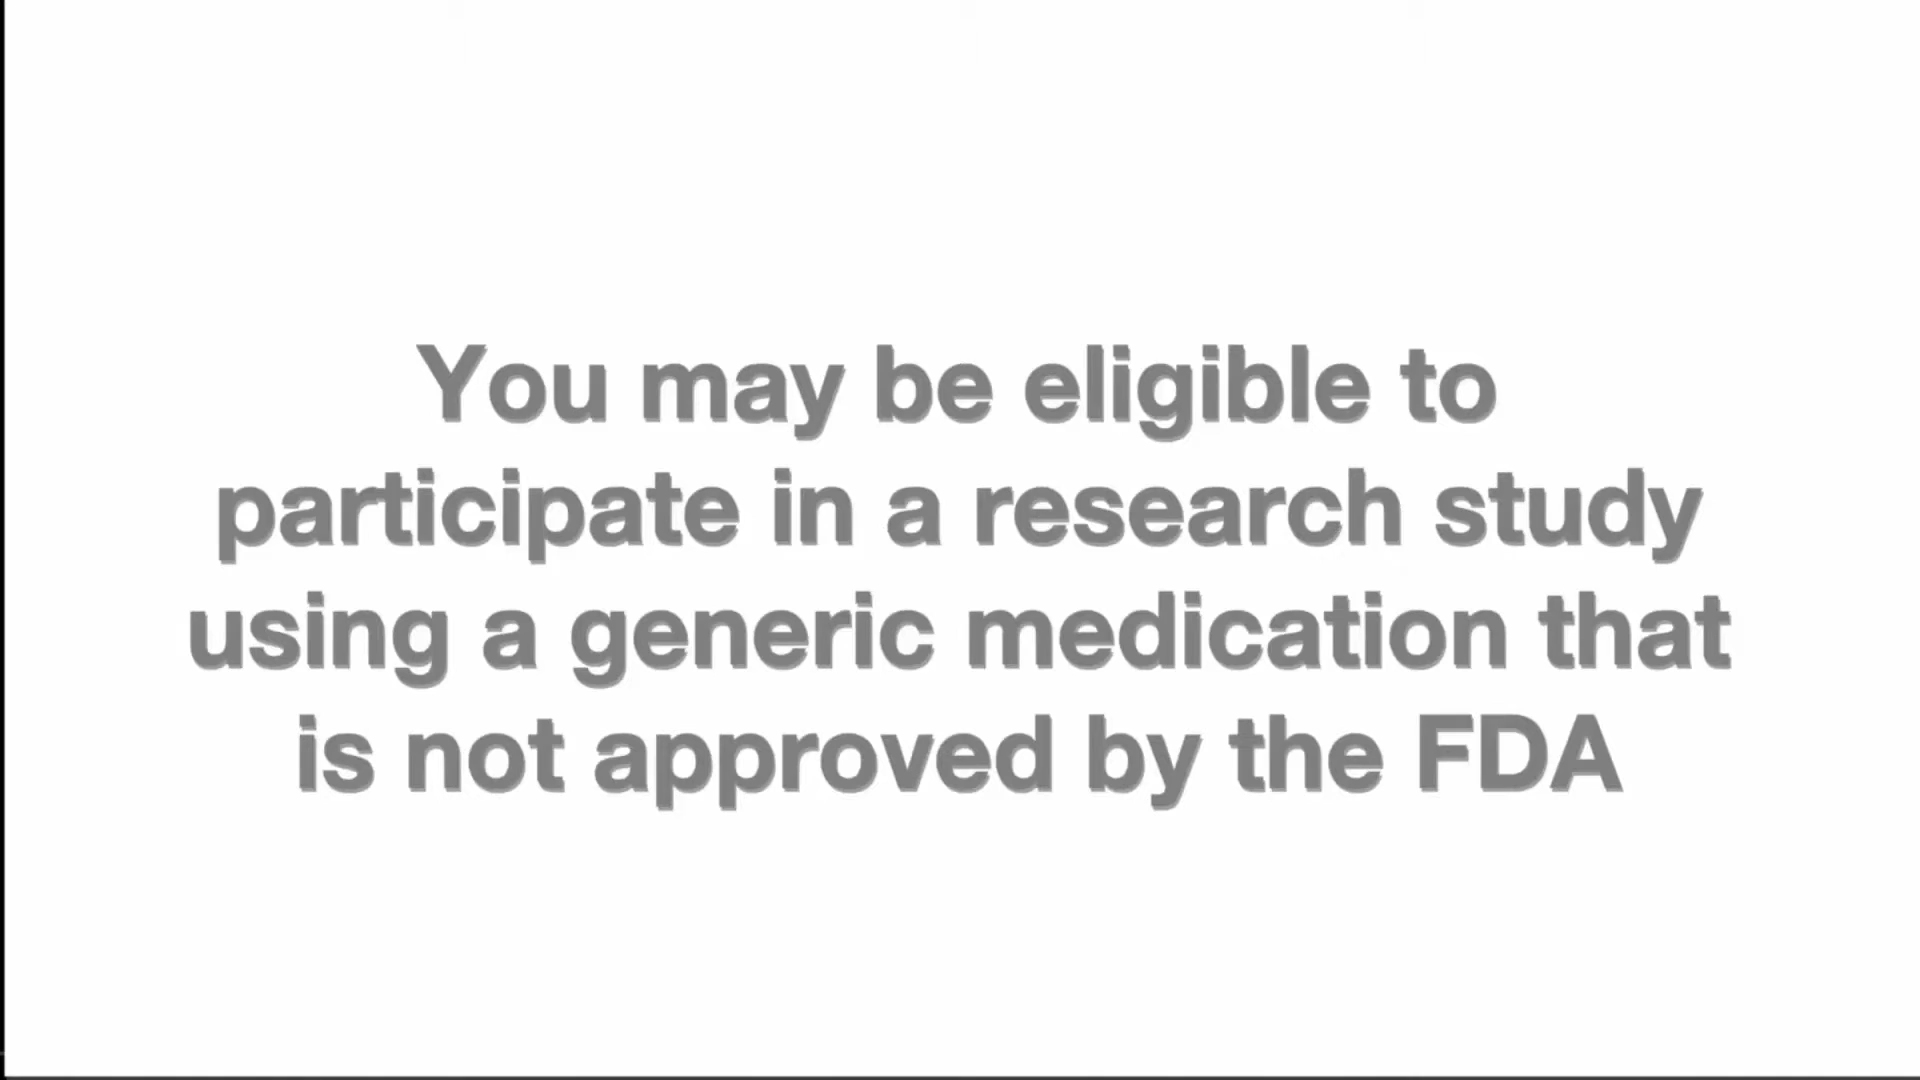 You may be eligible to
participate in a research study
using a generic medication that
is not approved by the FDA